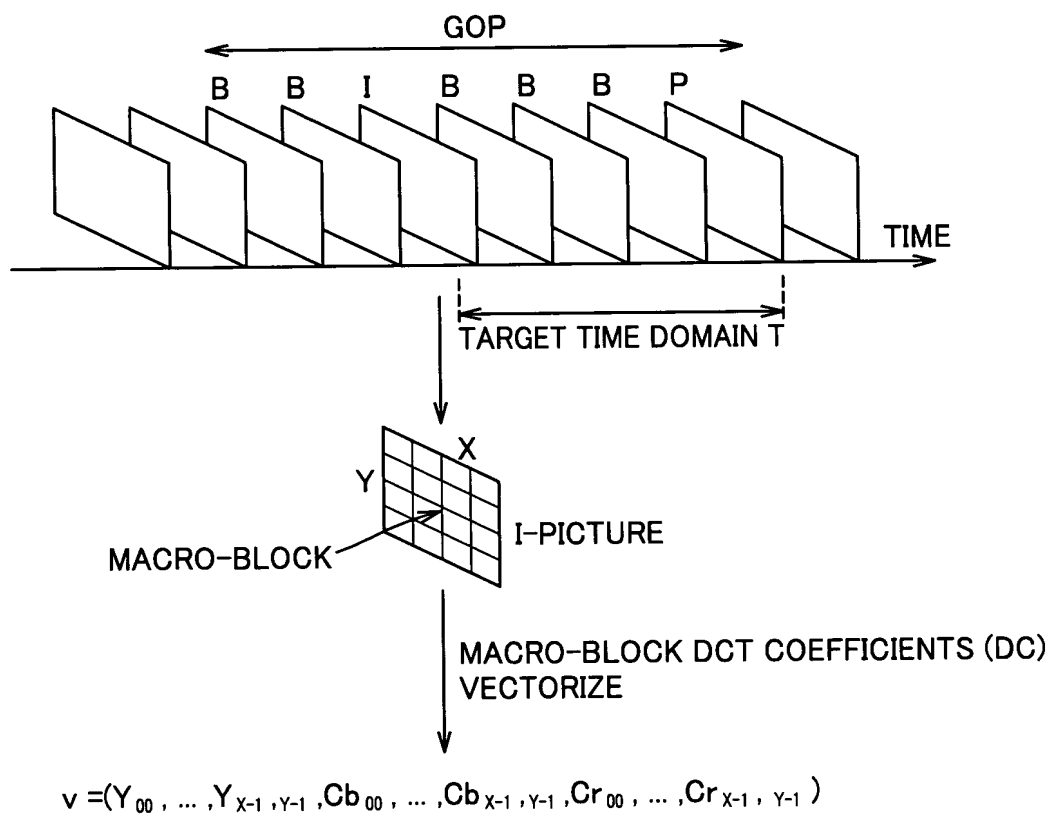 GOP
B B I B B B P
TIME
TARGET TIME DOMAIN T
X
Y
I-PICTURE
MACRO-BLOCK
MACRO-BLOCK DCT COEFFICIENTS (DC)
VECTORIZE
v =(Y00 , ... ,YX-1 ,Y-1 ,Cb00 , ... ,CbX-1 ,Y-1 ,Cr00 , ... ,CrX-1 , Y-1 )